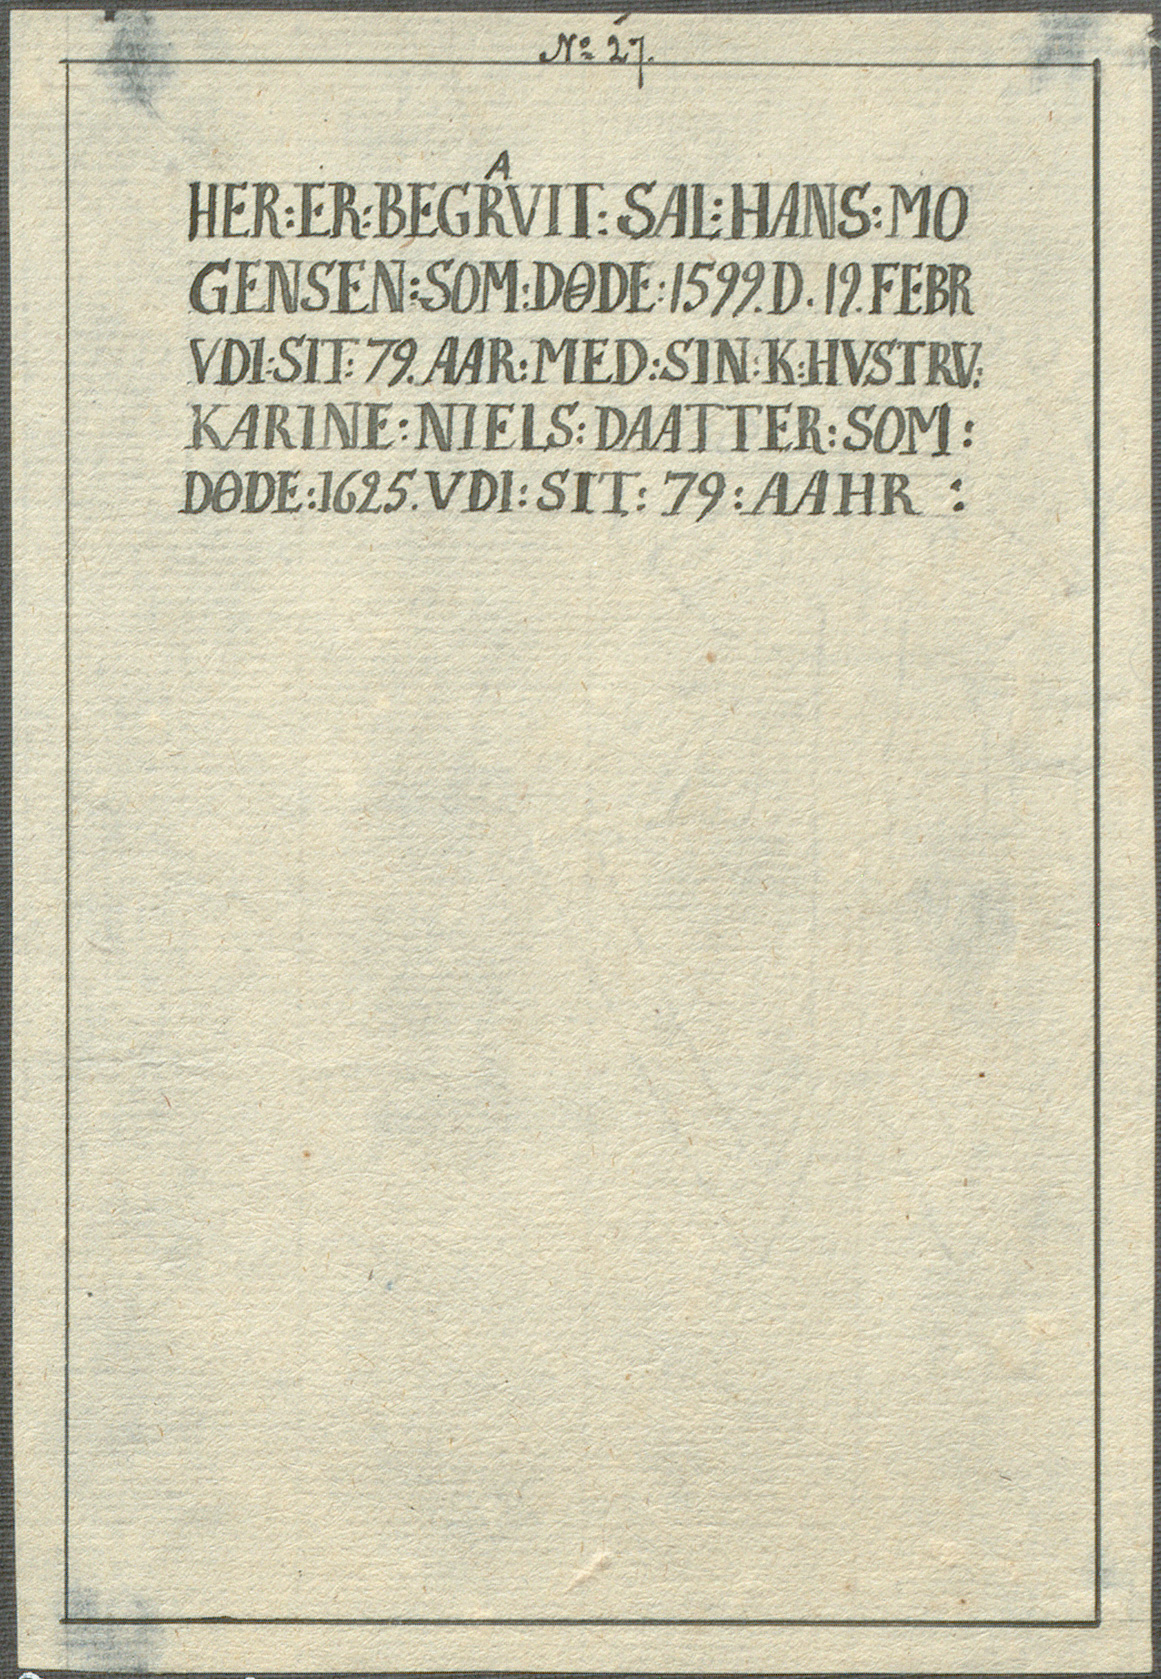 No 27.
HER:ER:BEGRAVIT: SAL:HANS:MO
GENSEN:SOM:DØDE:1599.D.19.FEBR
VDI:SIT:79.AAR:MED:SIN:K:HVSTRV:
KARINE:NIELS:DAATTER:SOM:
DØDE:1625.VDI:SIT:79:AAHR :